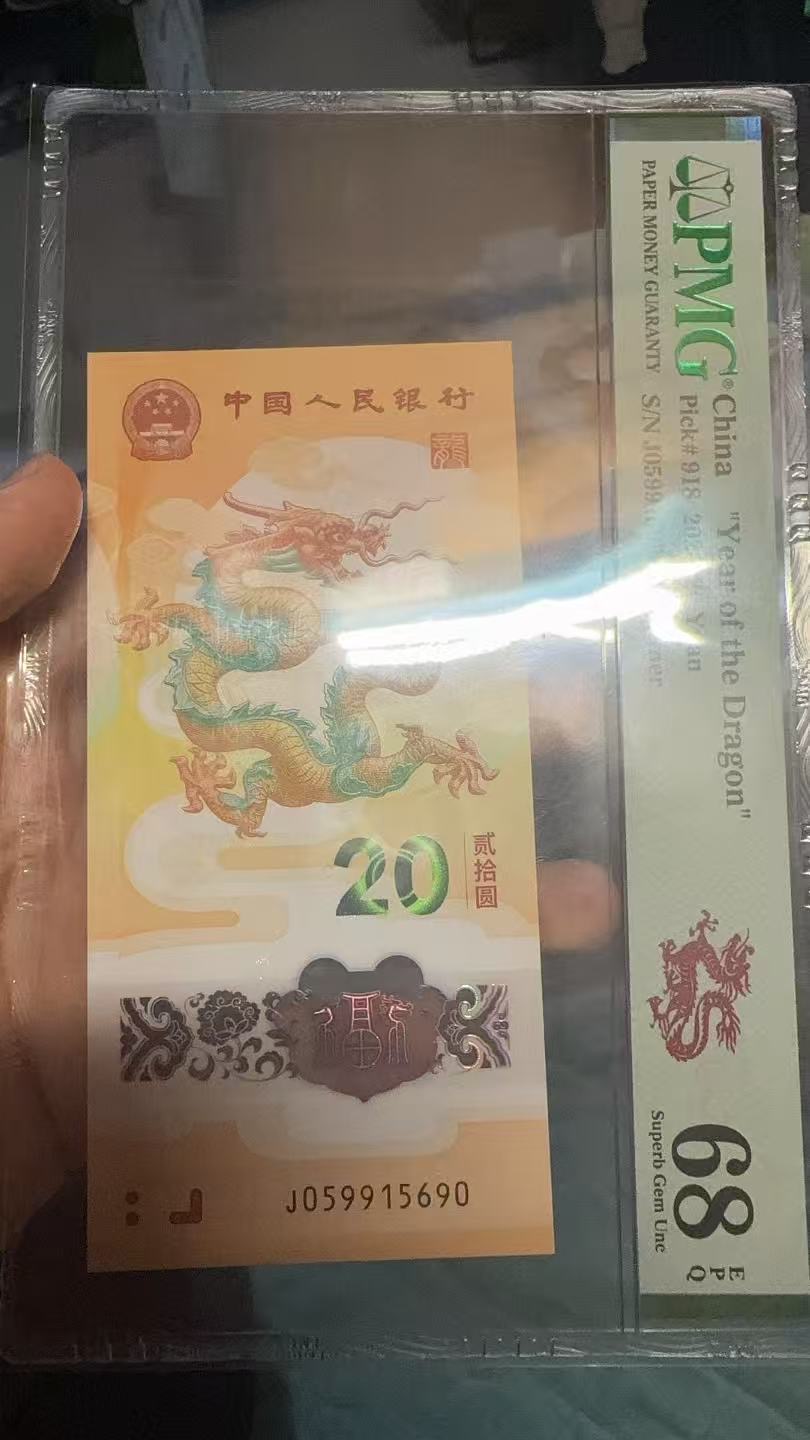 中国人民银行
龍
20
贰拾圆
J059915690
PMG®
PAPER MONEY GUARANTY
China "Year of the Dragon"
Pick# 918
S/N J0599
68 EPQ
Superb Gem Unc